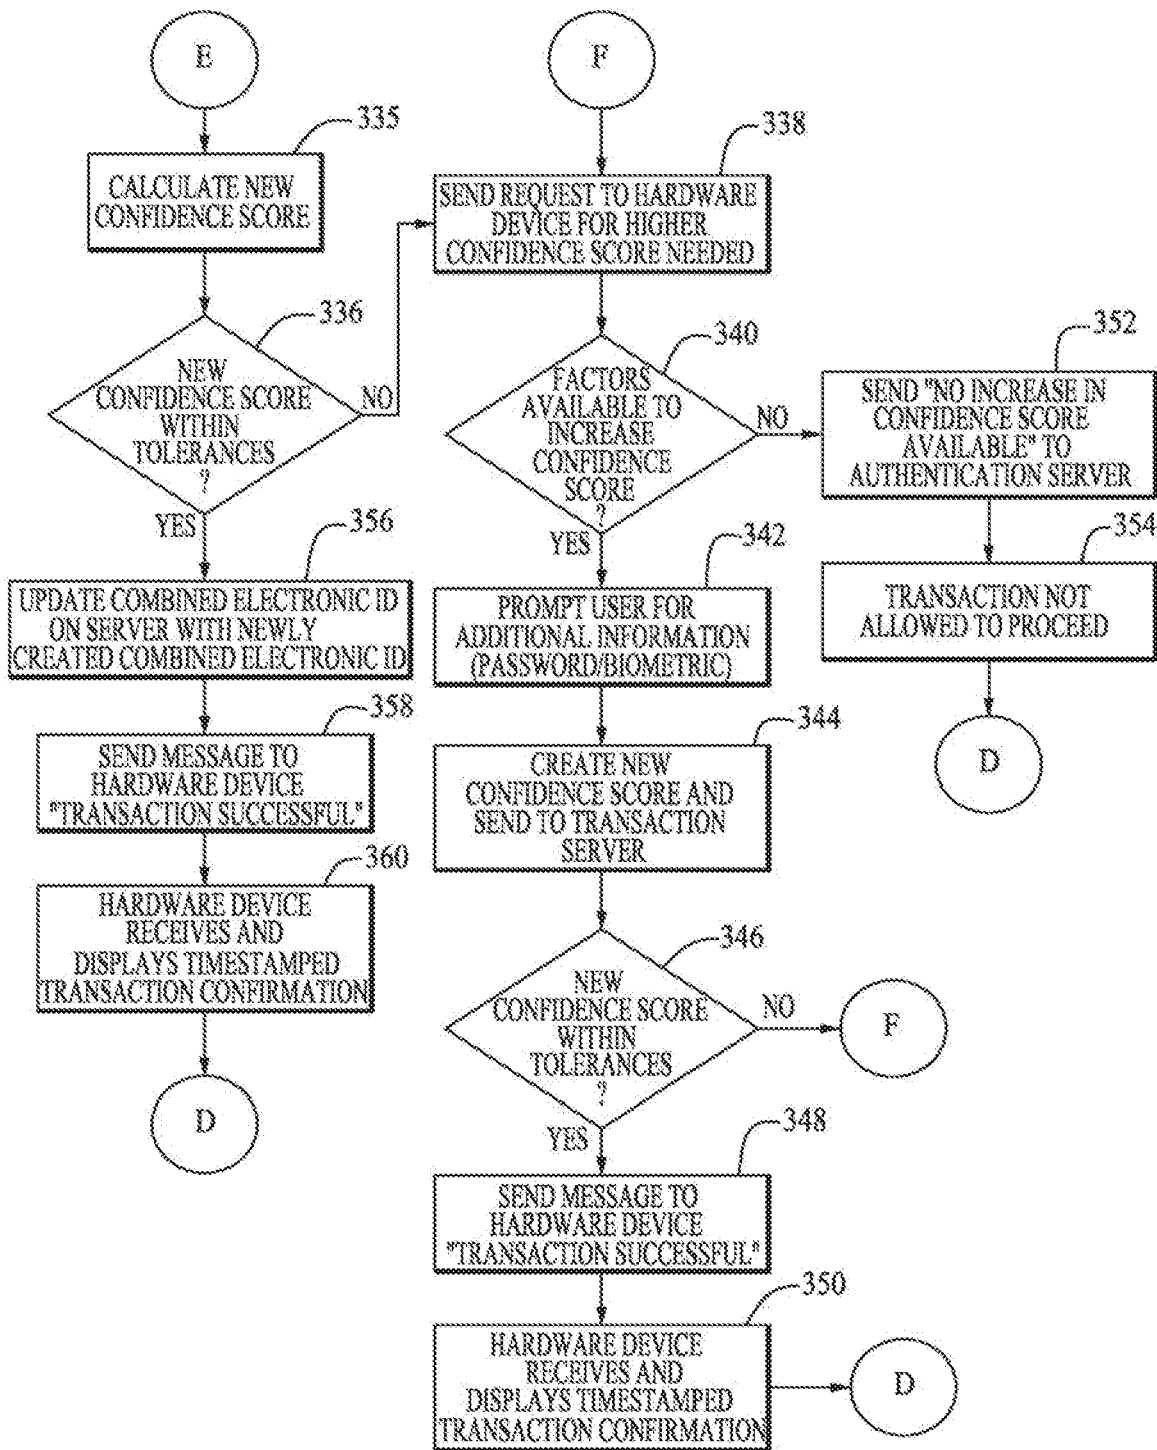 E
335
CALCULATE NEW
CONFIDENCE SCORE
336
NEW
CONFIDENCE SCORE
WITHIN
TOLERANCES
?
NO
YES
356
UPDATE COMBINED ELECTRONIC ID
ON SERVER WITH NEWLY
CREATED COMBINED ELECTRONIC ID
358
SEND MESSAGE TO
HARDWARE DEVICE
"TRANSACTION SUCCESSFUL"
360
HARDWARE DEVICE
RECEIVES AND
DISPLAYS TIMESTAMPED
TRANSACTION CONFIRMATION
D
F
338
SEND REQUEST TO HARDWARE
DEVICE FOR HIGHER
CONFIDENCE SCORE NEEDED
340
FACTORS
AVAILABLE TO
INCREASE
CONFIDENCE
SCORE
?
NO
YES
342
PROMPT USER FOR
ADDITIONAL INFORMATION
(PASSWORD/BIOMETRIC)
344
CREATE NEW
CONFIDENCE SCORE AND
SEND TO TRANSACTION
SERVER
346
NEW
CONFIDENCE SCORE
WITHIN
TOLERANCES
?
NO
F
YES
348
SEND MESSAGE TO
HARDWARE DEVICE
"TRANSACTION SUCCESSFUL"
350
HARDWARE DEVICE
RECEIVES AND
DISPLAYS TIMESTAMPED
TRANSACTION CONFIRMATION
D
352
SEND "NO INCREASE IN
CONFIDENCE SCORE
AVAILABLE" TO
AUTHENTICATION SERVER
354
TRANSACTION NOT
ALLOWED TO PROCEED
D